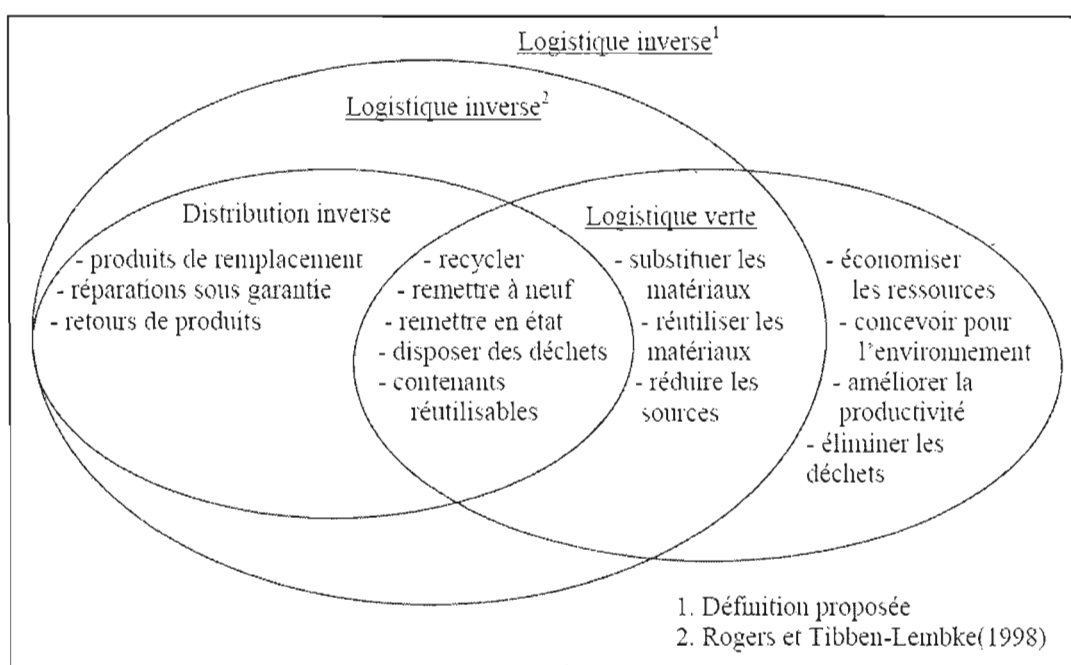 Logistique inverse¹
Logistique inverse²
Distribution inverse
- produits de remplacement
- réparations sous garantie
- retours de produits
- recycler
- remettre à neuf
- remettre en état
- disposer des déchets
- contenants
réutilisables
Logistique verte
- substituer les
matériaux
- réutiliser les
matériaux
- réduire les
sources
- économiser
les ressources
- concevoir pour
l'environnement
- améliorer la
productivité
- éliminer les
déchets
1. Définition proposée
2. Rogers et Tibben-Lembke(1998)